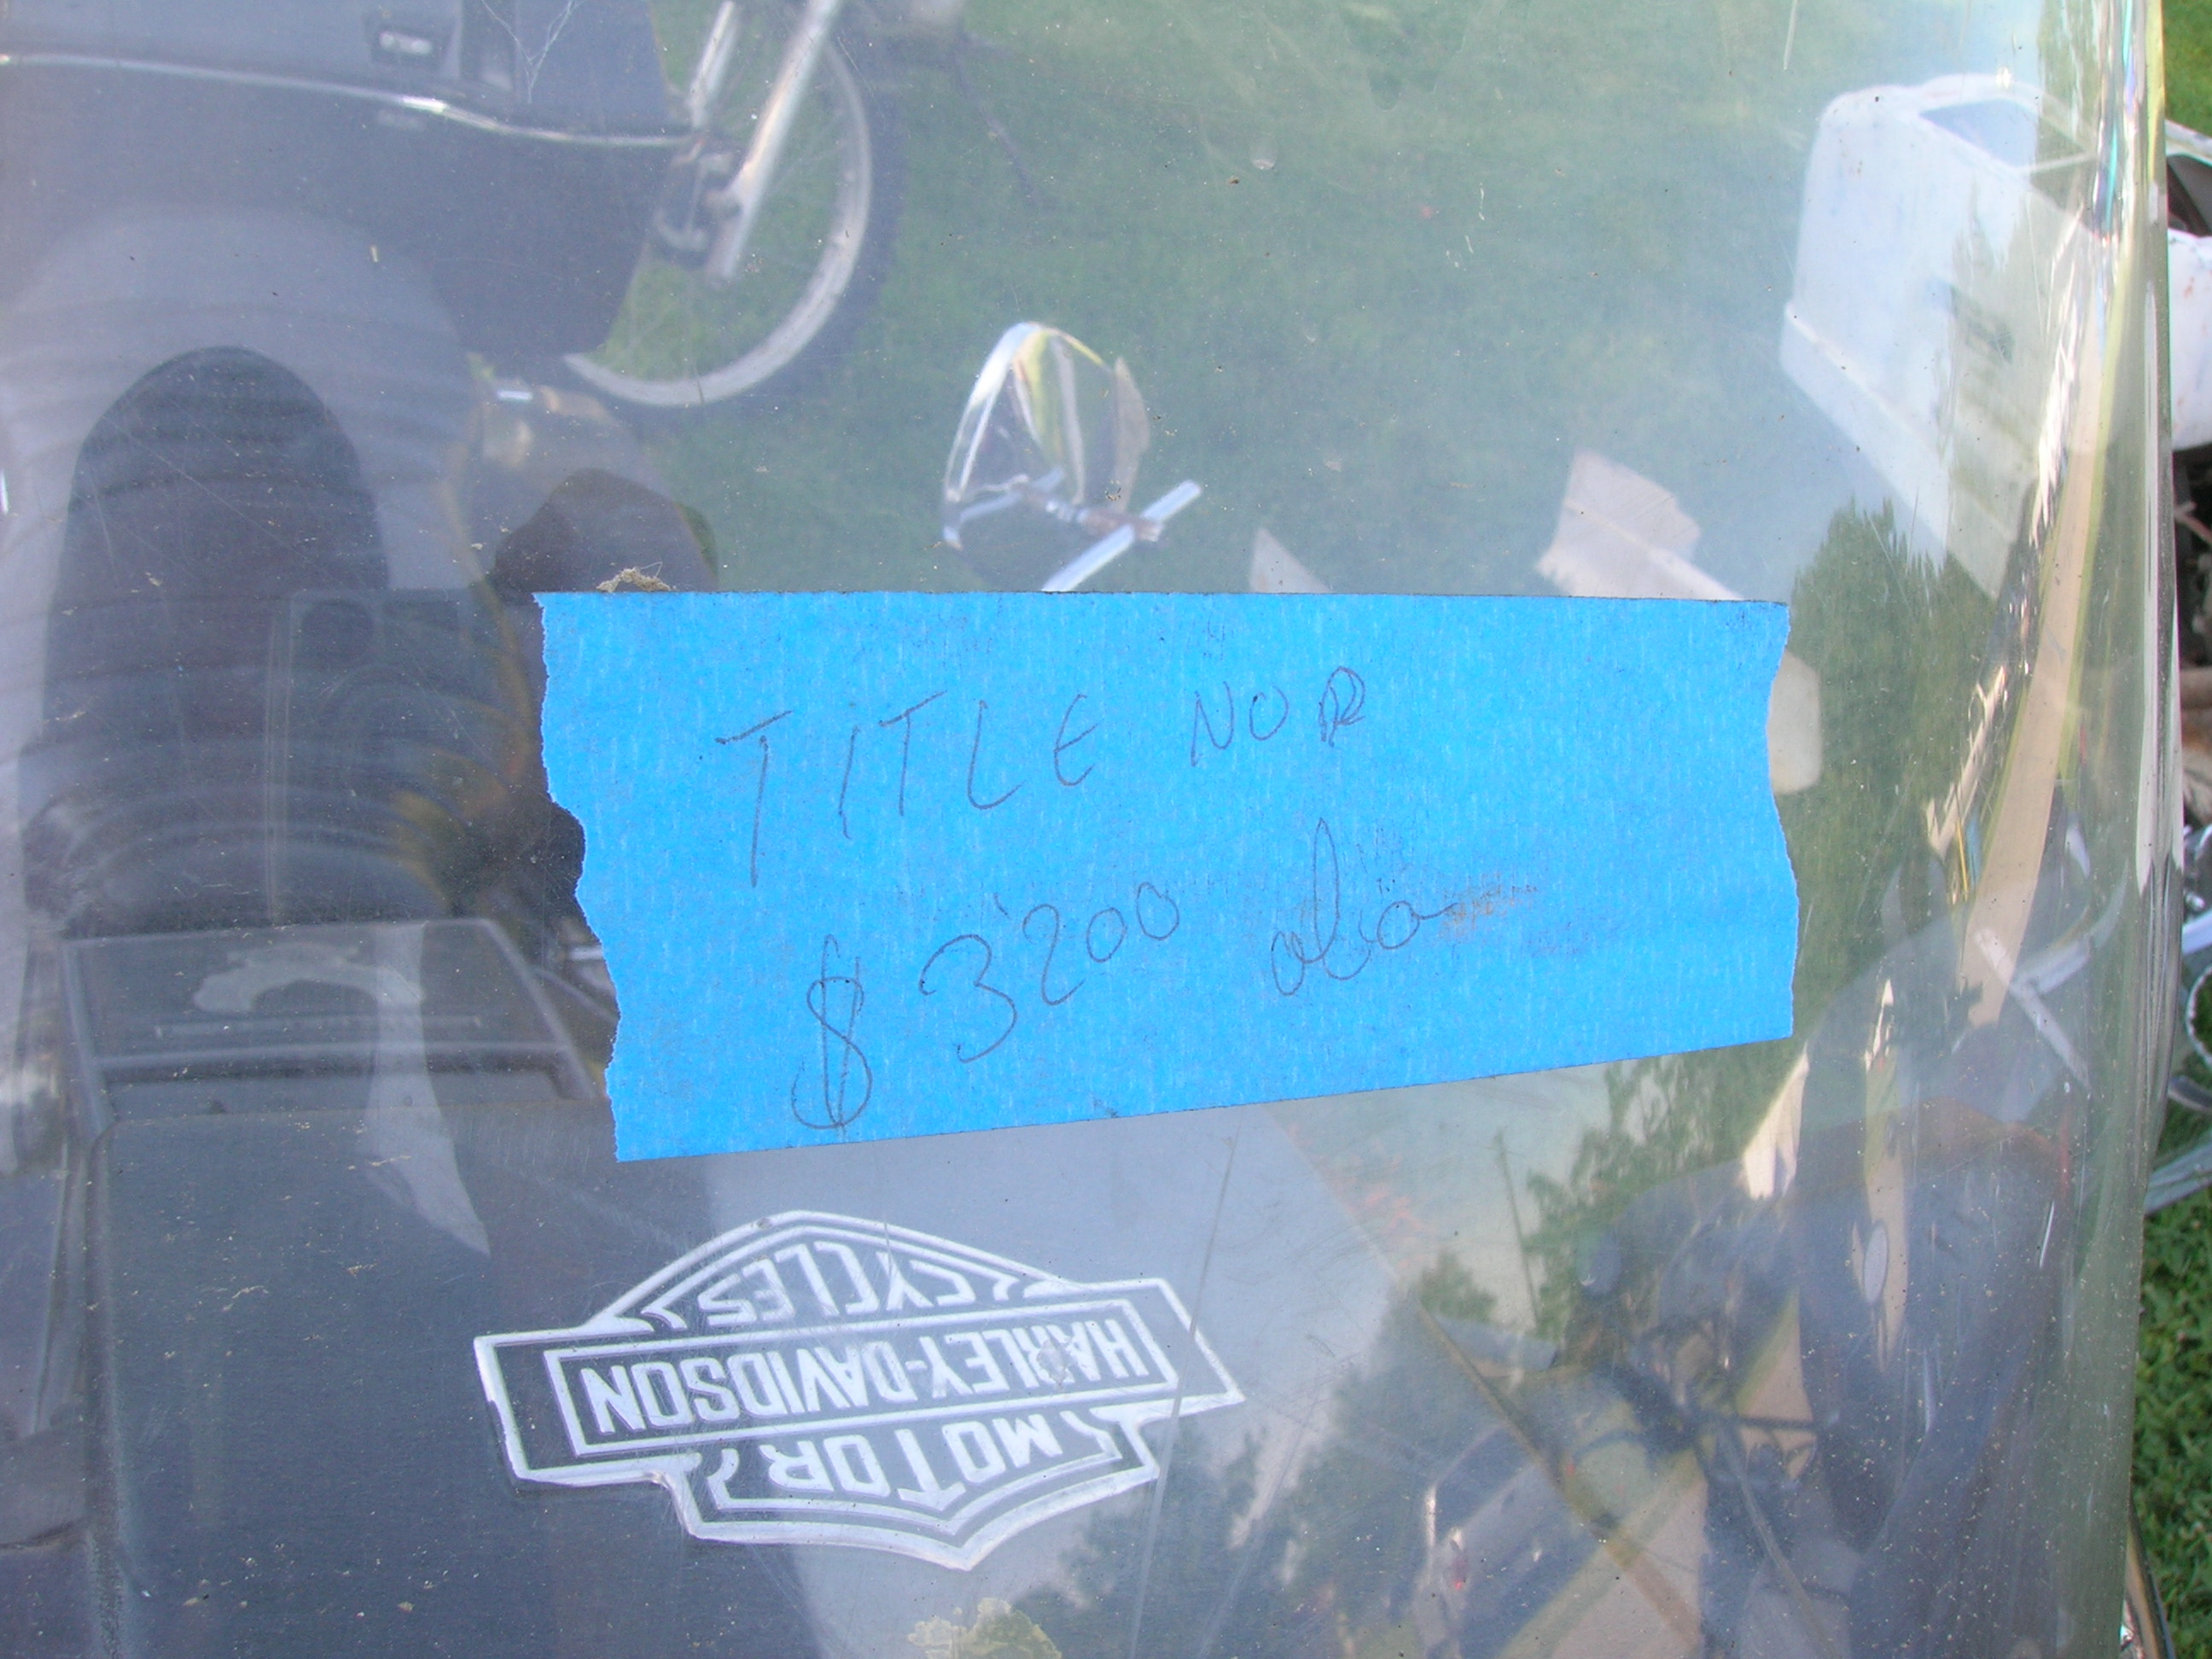 TITLE NOR
$ 3200 obo
MOTOR
HARLEY-DAVIDSON
CYCLES